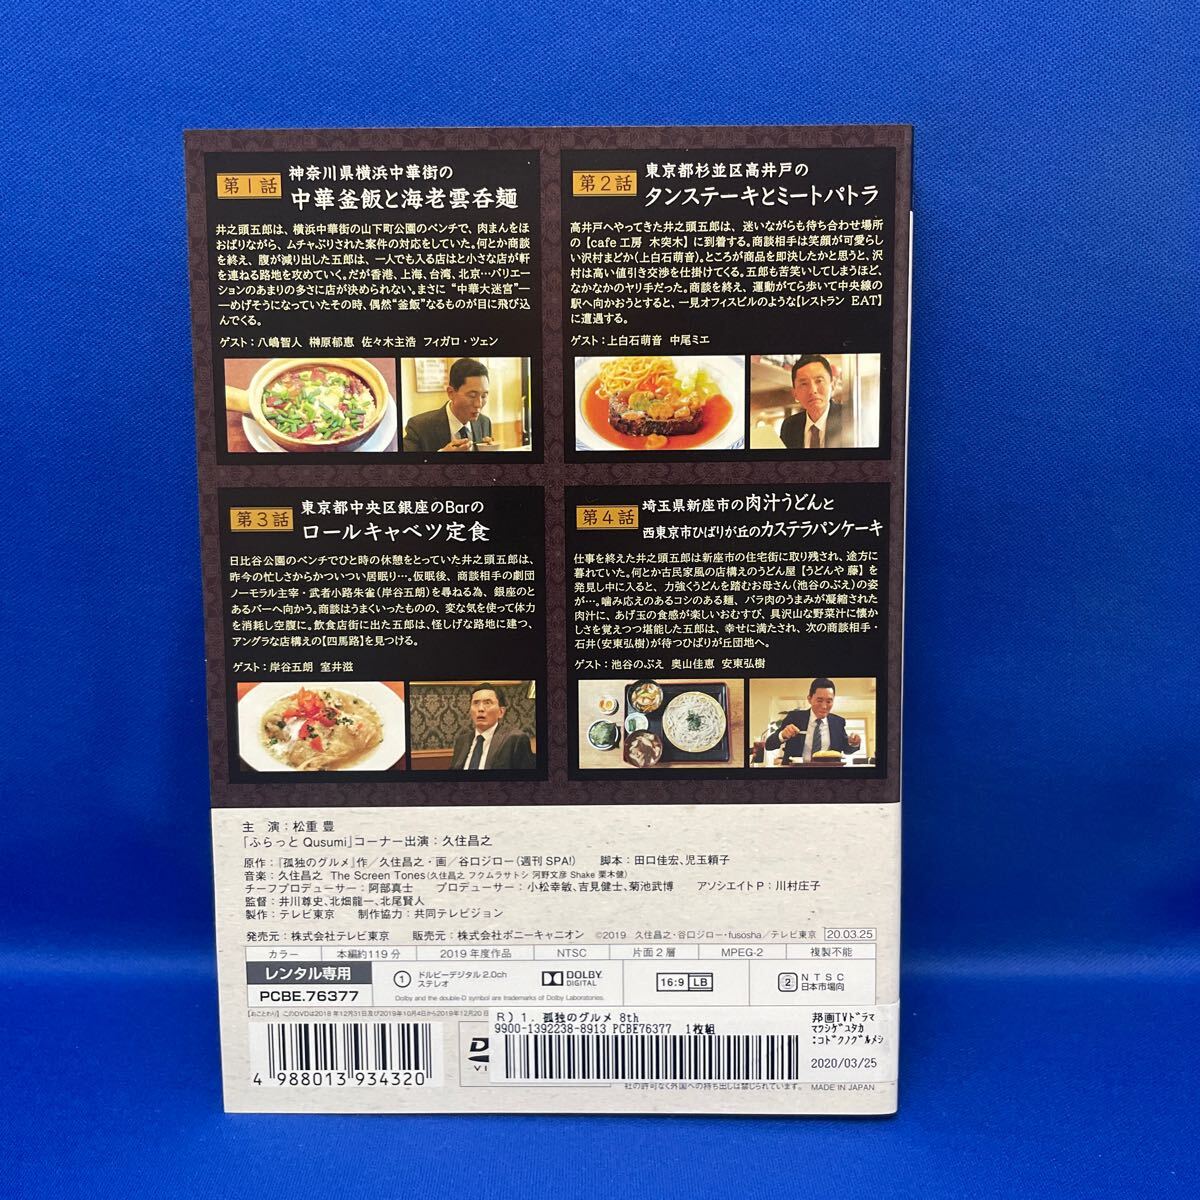 第1話
神奈川県横浜中華街の
中華釜飯と海老雲呑麺
井之頭五郎は、横浜中華街の山下町公園のベンチで、肉まんをほ
おばりながら、ムチャぶりされた案件の対応をしていた。何とか商談
を終え、腹が減り出した五郎は、一人でも入る店はと小さな店が軒
を連ねる路地を攻めていく。だが香港、上海、台湾、北京…バリエー
ションのあまりの多さに店が決められない。まさに“中華大迷宮”―
―めげそうになっていたその時、偶然“釜飯”なるものが目に飛び込
んでくる。
ゲスト：八嶋智人 榊原郁恵 佐々木主浩 フィガロ・ツェン
第2話
東京都杉並区高井戸の
タンステーキとミートパトラ
高井戸へやってきた井之頭五郎は、迷いながらも待ち合わせ場所
の【cafe工房 木突木】に到着する。商談相手は笑顔が可愛らし
い沢村まどか(上白石萌音)。ところが商品を即決したかと思うと、沢
村は高い値引き交渉を仕掛けてくる。五郎も苦笑いしてしまうほど、
なかなかのヤリ手だった。商談を終え、運動がてら歩いて中央線の
駅へ向かおうとすると、一見オフィスビルのような【レストラン EAT】
に遭遇する。
ゲスト：上白石萌音 中尾ミエ
第3話
東京都中央区銀座のBarの
ロールキャベツ定食
日比谷公園のベンチでひと時の休憩をとっていた井之頭五郎は、
昨今の忙しさからかついつい居眠り…。仮眠後、商談相手の劇団
ノーモラル主宰・武者小路朱雀(岸谷五朗)を尋ねる為、銀座のと
あるバーへ向かう。商談はうまくいったものの、変な気を使って体力
を消耗し空腹に。飲食店街に出た五郎は、怪しげな路地に建つ、
アングラな店構えの【四馬路】を見つける。
ゲスト：岸谷五朗 室井滋
第4話
埼玉県新座市の肉汁うどんと
西東京市ひばりが丘のカステラパンケーキ
仕事を終えた井之頭五郎は新座市の住宅街に取り残され、途方に
暮れていた。何とか古民家風の店構えのうどん屋【うどんや 藤】を
発見し中に入ると、力強くうどんを踏むお母さん(池谷のぶえ)の姿
が…。噛み応えのあるコシのある麺、バラ肉のうまみが凝縮された
肉汁に、あげ玉の食感が楽しいおむすび、具沢山な野菜汁に懐か
しさを覚えつつ堪能した五郎は、幸せに満たされ、次の商談相手・
石井(安東弘樹)が待つひばりが丘団地へ。
ゲスト：池谷のぶえ 奥山佳恵 安東弘樹
主　演：松重 豊
「ふらっと Qusumi」コーナー出演：久住昌之
原作：『孤独のグルメ』作／久住昌之・画／谷口ジロー(週刊SPA!)　脚本：田口佳宏、児玉頼子
音楽：久住昌之 The Screen Tones(久住昌之 フクムラサトシ 河野文彦 Shake 栗木健)
チーフプロデューサー：阿部真士　プロデューサー：小松幸敏、吉見健士、菊池武博　アソシエイトP：川村庄子
監督：井川尊史、北畑龍一、北尾賢人
製作：テレビ東京　制作協力：共同テレビジョン
発売元：株式会社テレビ東京　販売元：株式会社ポニーキャニオン　©2019 久住昌之・谷口ジロー・fusosha／テレビ東京 20.03.25
カラー 本編約119分 2019年度作品 NTSC 片面2層 MPEG-2 複製不能
レンタル専用
PCBE.76377
① ドルビーデジタル 2.0ch
ステレオ
DOLBY
DIGITAL
16:9 LB
2 NTSC
日本市場向
Dolby and the double-D symbol are trademarks of Dolby Laboratories.
R)1. 孤独のグルメ 8th
9900-1392238-8913 PCBE76377 1枚組
邦画TVドラマ
マツシゲユタカ
:コドクノグルメシ
2020/03/25
4 988013 934320
社の許可なく外国への持ち出しは禁じられています。 MADE IN JAPAN